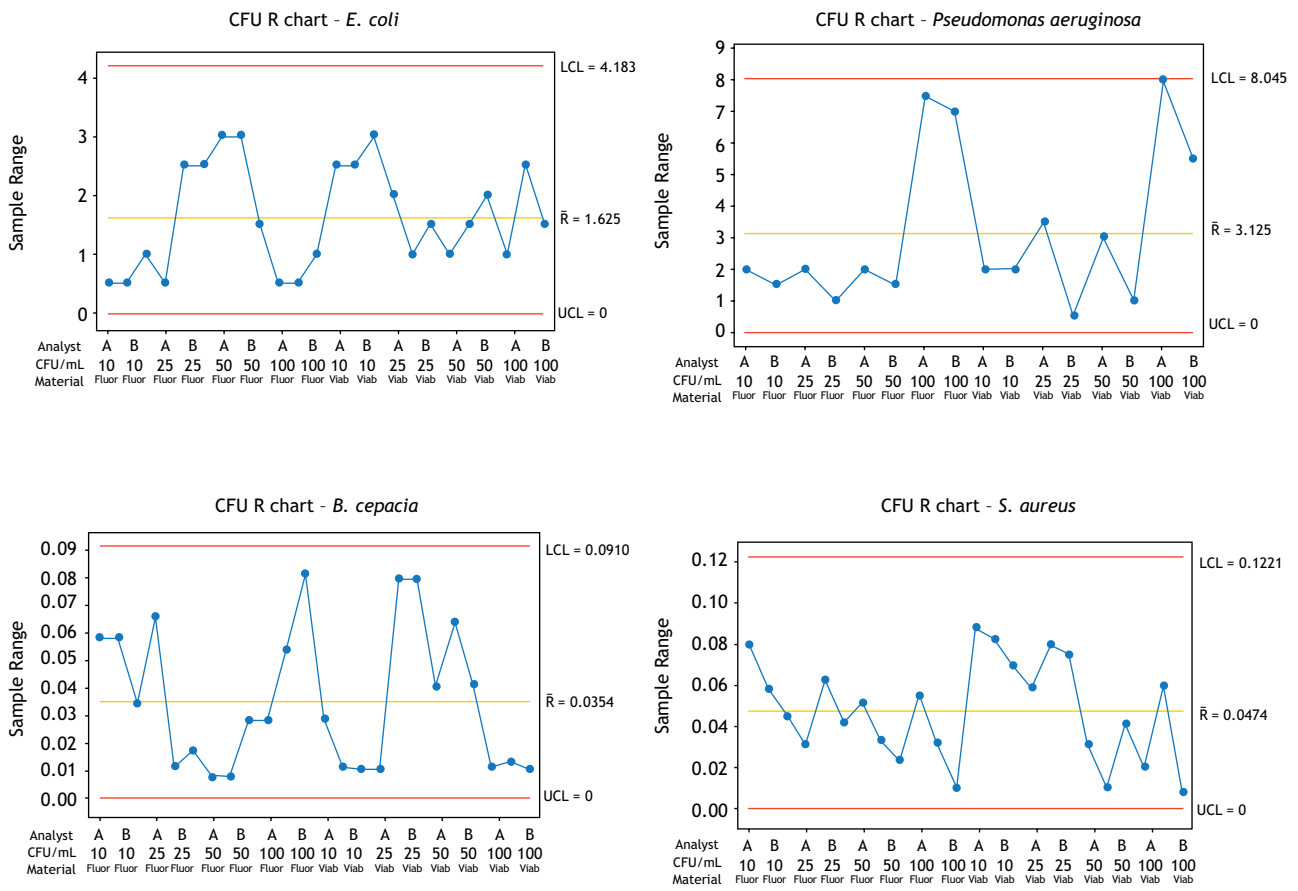 CFU R chart – E. coli
4
3
2
1
0
Sample Range
LCL = 4.183
R̄ = 1.625
UCL = 0
Analyst A B A B A B A B A B A B A B A B
CFU/mL 10 10 25 25 50 50 100 100 10 10 25 25 50 50 100 100
Material Fluor Fluor Fluor Fluor Fluor Fluor Fluor Fluor Viab Viab Viab Viab Viab Viab Viab Viab
CFU R chart – Pseudomonas aeruginosa
9
8
7
6
5
4
3
2
1
0
Sample Range
LCL = 8.045
R̄ = 3.125
UCL = 0
Analyst A B A B A B A B A B A B A B A B
CFU/mL 10 10 25 25 50 50 100 100 10 10 25 25 50 50 100 100
Material Fluor Fluor Fluor Fluor Fluor Fluor Fluor Fluor Viab Viab Viab Viab Viab Viab Viab Viab
CFU R chart – B. cepacia
0.09
0.08
0.07
0.06
0.05
0.04
0.03
0.02
0.01
0.00
Sample Range
LCL = 0.0910
R̄ = 0.0354
UCL = 0
Analyst A B A B A B A B A B A B A B A B
CFU/mL 10 10 25 25 50 50 100 100 10 10 25 25 50 50 100 100
Material Fluor Fluor Fluor Fluor Fluor Fluor Fluor Fluor Viab Viab Viab Viab Viab Viab Viab Viab
CFU R chart – S. aureus
0.12
0.10
0.08
0.06
0.04
0.02
0.00
Sample Range
LCL = 0.1221
R̄ = 0.0474
UCL = 0
Analyst A B A B A B A B A B A B A B A B
CFU/mL 10 10 25 25 50 50 100 100 10 10 25 25 50 50 100 100
Material Fluor Fluor Fluor Fluor Fluor Fluor Fluor Fluor Viab Viab Viab Viab Viab Viab Viab Viab